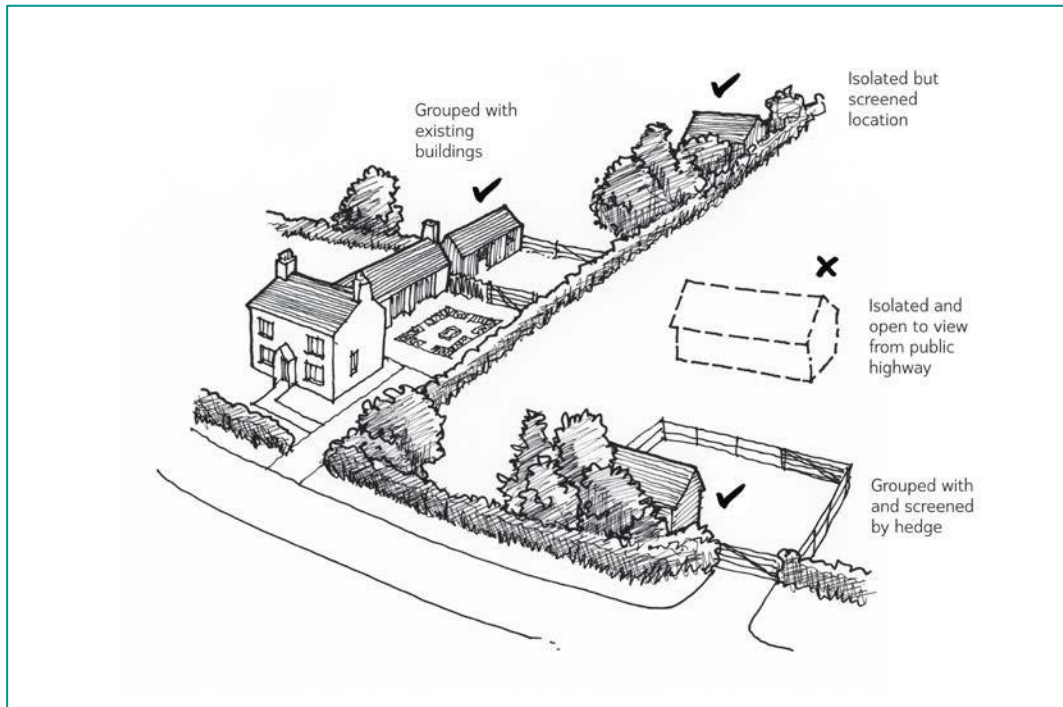 Isolated but
screened
location
Grouped with
existing
buildings
Isolated and
open to view
from public
highway
Grouped with
and screened
by hedge